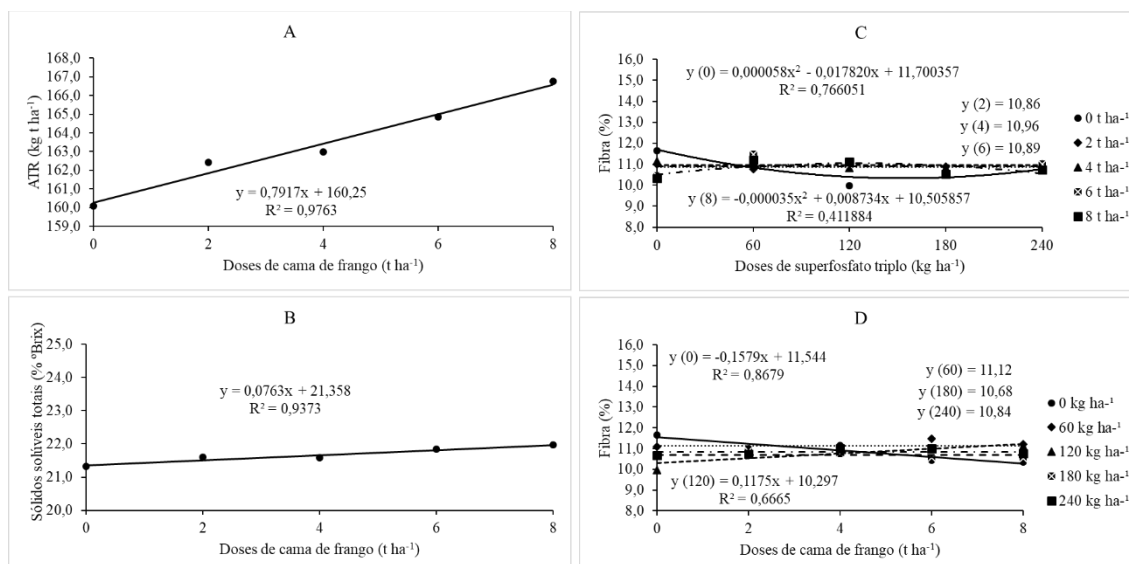 A
168,0
167,0
166,0
165,0
164,0
163,0
162,0
161,0
160,0
159,0
ATR (kg t ha⁻¹)
y = 0,7917x + 160,25
R² = 0,9763
0 2 4 6 8
Doses de cama de frango (t ha⁻¹)
C
16,0
15,0
14,0
13,0
12,0
11,0
10,0
9,0
8,0
Fibra (%)
y (0) = 0,000058x² - 0,017820x + 11,700357
R² = 0,766051
y (2) = 10,86
y (4) = 10,96
y (6) = 10,89
y (8) = -0,000035x² + 0,008734x + 10,505857
R² = 0,411884
0 60 120 180 240
Doses de superfosfato triplo (kg ha⁻¹)
0 t ha-¹
2 t ha-¹
4 t ha-¹
6 t ha-¹
8 t ha-¹
B
25,0
24,0
23,0
22,0
21,0
20,0
Sólidos solúveis totais (% ºBrix)
y = 0,0763x + 21,358
R² = 0,9373
0 2 4 6 8
Doses de cama de frango (t ha⁻¹)
D
16,0
15,0
14,0
13,0
12,0
11,0
10,0
9,0
8,0
Fibra (%)
y (0) = -0,1579x + 11,544
R² = 0,8679
y (60) = 11,12
y (180) = 10,68
y (240) = 10,84
y (120) = 0,1175x + 10,297
R² = 0,6665
0 2 4 6 8
Doses de cama de frango (t ha⁻¹)
0 kg ha-¹
60 kg ha-¹
120 kg ha-¹
180 kg ha-¹
240 kg ha-¹